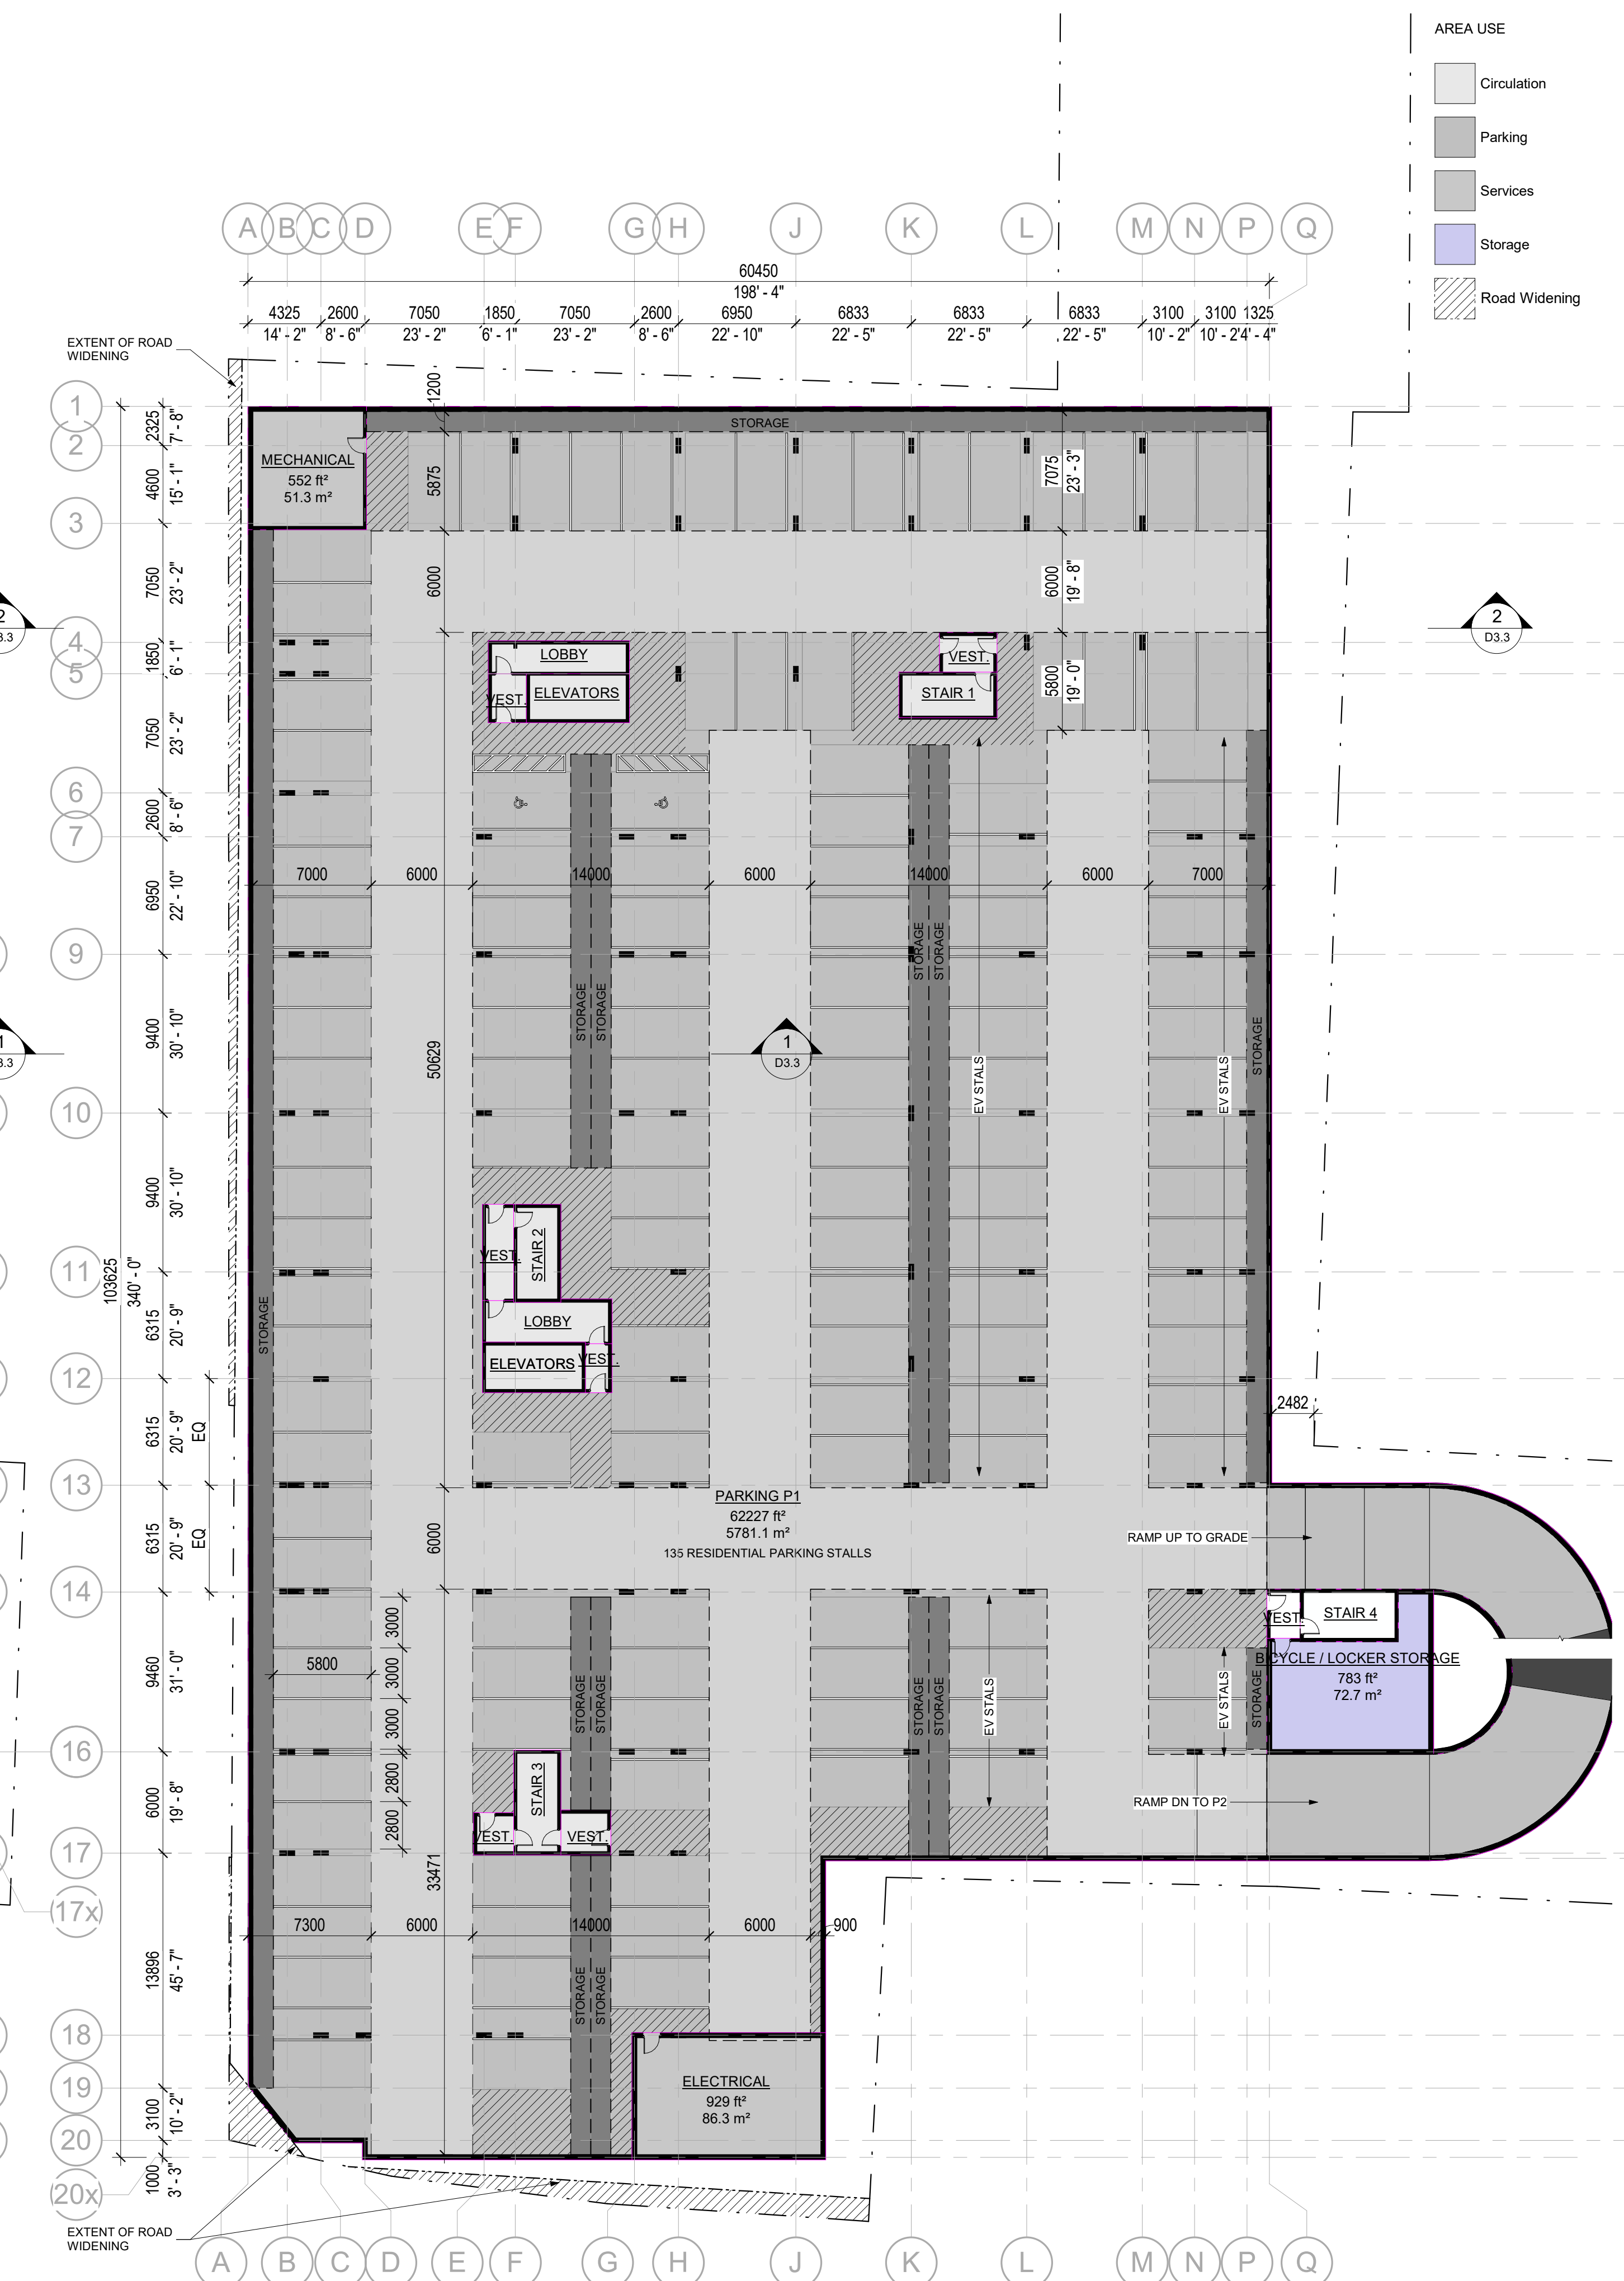 AREA USE
Circulation
Parking
Services
Storage
Road Widening
A B C D E F G H J K L M N P Q
60450
198' - 4"
4325 2600 7050 1850 7050 2600 6950 6833 6833 6833 3100 3100 1325
14' - 2" 8' - 6" 23' - 2" 6' - 1" 23' - 2" 8' - 6" 22' - 10" 22' - 5" 22' - 5" 22' - 5" 10' - 2" 10' - 2" 4' - 4"
EXTENT OF ROAD
WIDENING
1
2
3
4
5
6
7
9
10
11
12
13
14
16
17
17x
18
19
20
20x
2325
7' - 8"
4600
15' - 1"
7050
23' - 2"
1850
6' - 1"
7050
23' - 2"
2600
8' - 6"
6950
22' - 10"
9400
30' - 10"
9400
30' - 10"
6315
20' - 9"
6315
20' - 9"
EQ
6315
20' - 9"
EQ
9460
31' - 0"
6000
19' - 8"
13896
45' - 7"
3100
10' - 2"
1000
3' - 3"
103625
340' - 0"
1200
STORAGE
MECHANICAL
552 ft²
51.3 m²
5875
7075
23' - 3"
6000
6000
19' - 8"
2
D3.3
2
3.3
LOBBY
VEST.
ELEVATORS
VEST.
STAIR 1
5800
19' - 0"
7000 6000 14000 6000 14000 6000 7000
STORAGE
STORAGE
STORAGE
STORAGE
STORAGE
1
D3.3
1
3.3
50629
EV STALS
EV STALS
STORAGE
VEST.
STAIR 2
LOBBY
ELEVATORS
VEST.
2482
PARKING P1
62227 ft²
5781.1 m²
135 RESIDENTIAL PARKING STALLS
6000
RAMP UP TO GRADE
VEST.
STAIR 4
BICYCLE / LOCKER STORAGE
783 ft²
72.7 m²
3000
3000
3000
2800
2800
5800
STORAGE
STORAGE
STORAGE
STORAGE
EV STALS
EV STALS
STORAGE
STAIR 3
VEST.
VEST.
RAMP DN TO P2
33471
7300 6000 14000 6000 900
STORAGE
STORAGE
ELECTRICAL
929 ft²
86.3 m²
EXTENT OF ROAD
WIDENING
A B C D E F G H J K L M N P Q